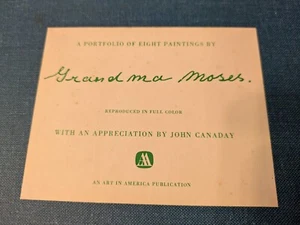 A PORTFOLIO OF EIGHT PAINTINGS BY
Grandma Moses.
REPRODUCED IN FULL COLOR
WITH AN APPRECIATION BY JOHN CANADAY
AN ART IN AMERICA PUBLICATION